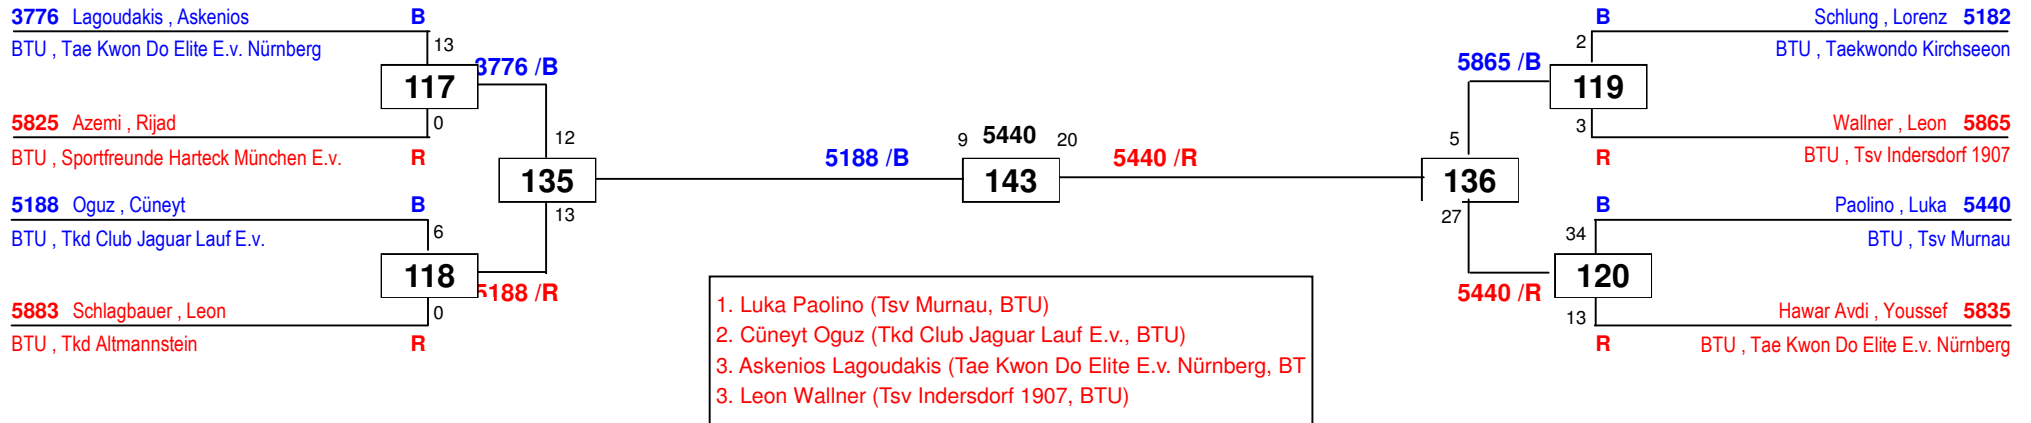 3776 Lagoudakis , Askenios B
BTU , Tae Kwon Do Elite E.v. Nürnberg
13
117
3776 /B
5825 Azemi , Rijad
0
BTU , Sportfreunde Harteck München E.v. R
12
135
13
5188 Oguz , Cüneyt B
BTU , Tkd Club Jaguar Lauf E.v.
6
118
5188 /R
5883 Schlagbauer , Leon
0
BTU , Tkd Altmannstein R
5188 /B
9 5440 20
143
5440 /R
B Schlung , Lorenz 5182
2
BTU , Taekwondo Kirchseeon
5865 /B
119
3
Wallner , Leon 5865
R BTU , Tsv Indersdorf 1907
5
136
27
B Paolino , Luka 5440
34
BTU , Tsv Murnau
120
5440 /R
13
Hawar Avdi , Youssef 5835
R BTU , Tae Kwon Do Elite E.v. Nürnberg
1. Luka Paolino (Tsv Murnau, BTU)
2. Cüneyt Oguz (Tkd Club Jaguar Lauf E.v., BTU)
3. Askenios Lagoudakis (Tae Kwon Do Elite E.v. Nürnberg, BT
3. Leon Wallner (Tsv Indersdorf 1907, BTU)